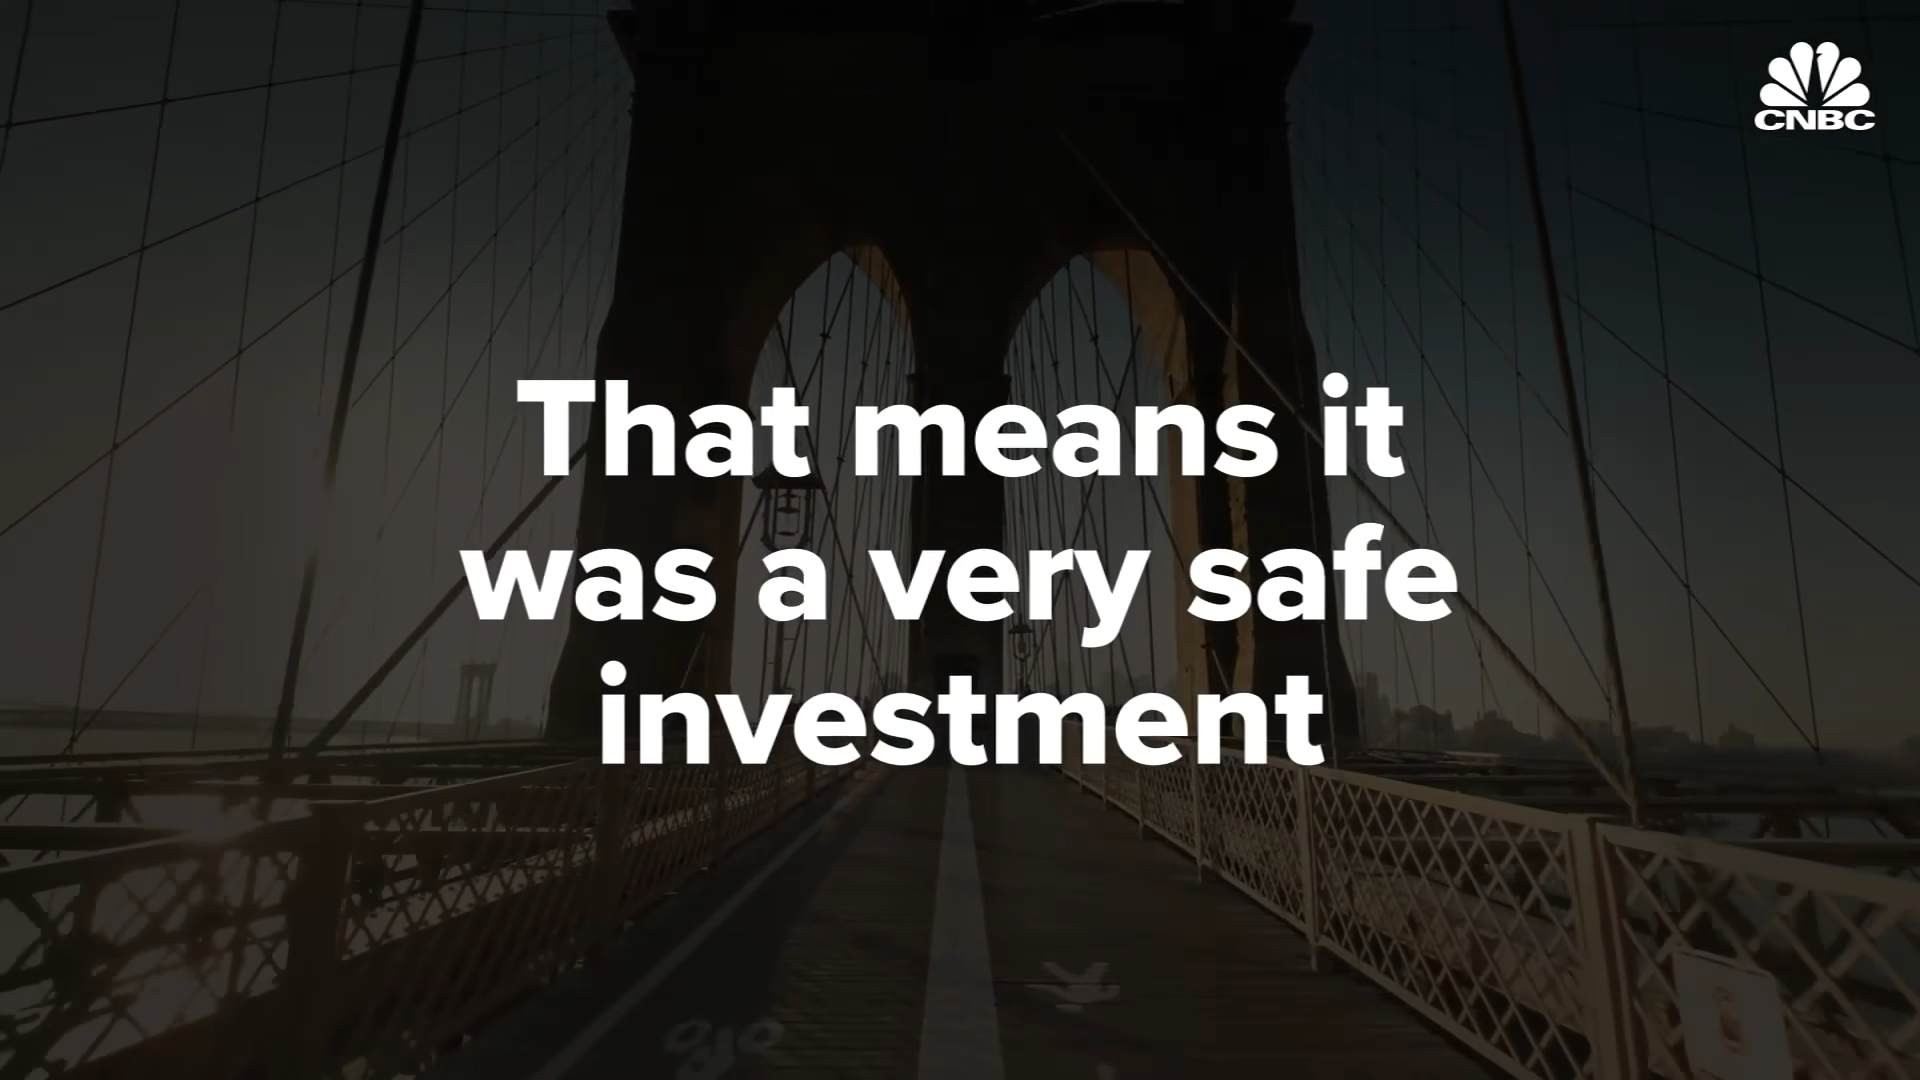 CNBC
That means it
was a very safe
investment